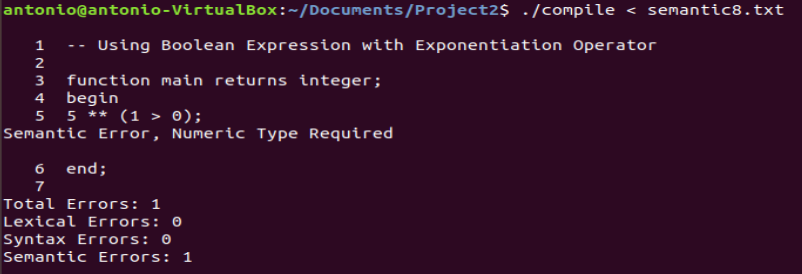 antonio@antonio-VirtualBox:~/Documents/Project2$ ./compile < semantic8.txt
1 -- Using Boolean Expression with Exponentiation Operator
2
3 function main returns integer;
4 begin
5 5 ** (1 > 0);
Semantic Error, Numeric Type Required
6 end;
7
Total Errors: 1
Lexical Errors: 0
Syntax Errors: 0
Semantic Errors: 1